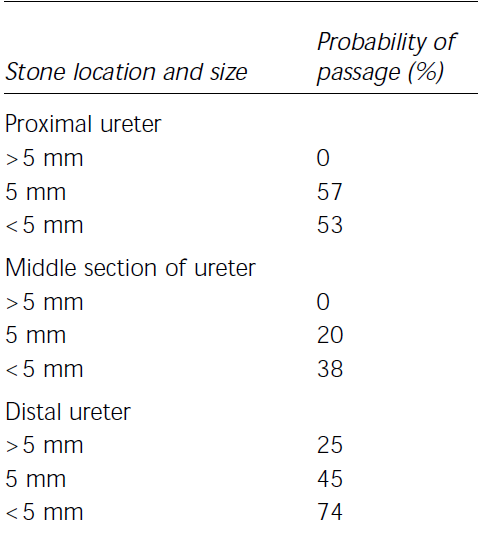 Probability of
Stone location and size passage (%)
Proximal ureter
>5 mm 0
5 mm 57
<5 mm 53
Middle section of ureter
>5 mm 0
5 mm 20
<5 mm 38
Distal ureter
>5 mm 25
5 mm 45
<5 mm 74